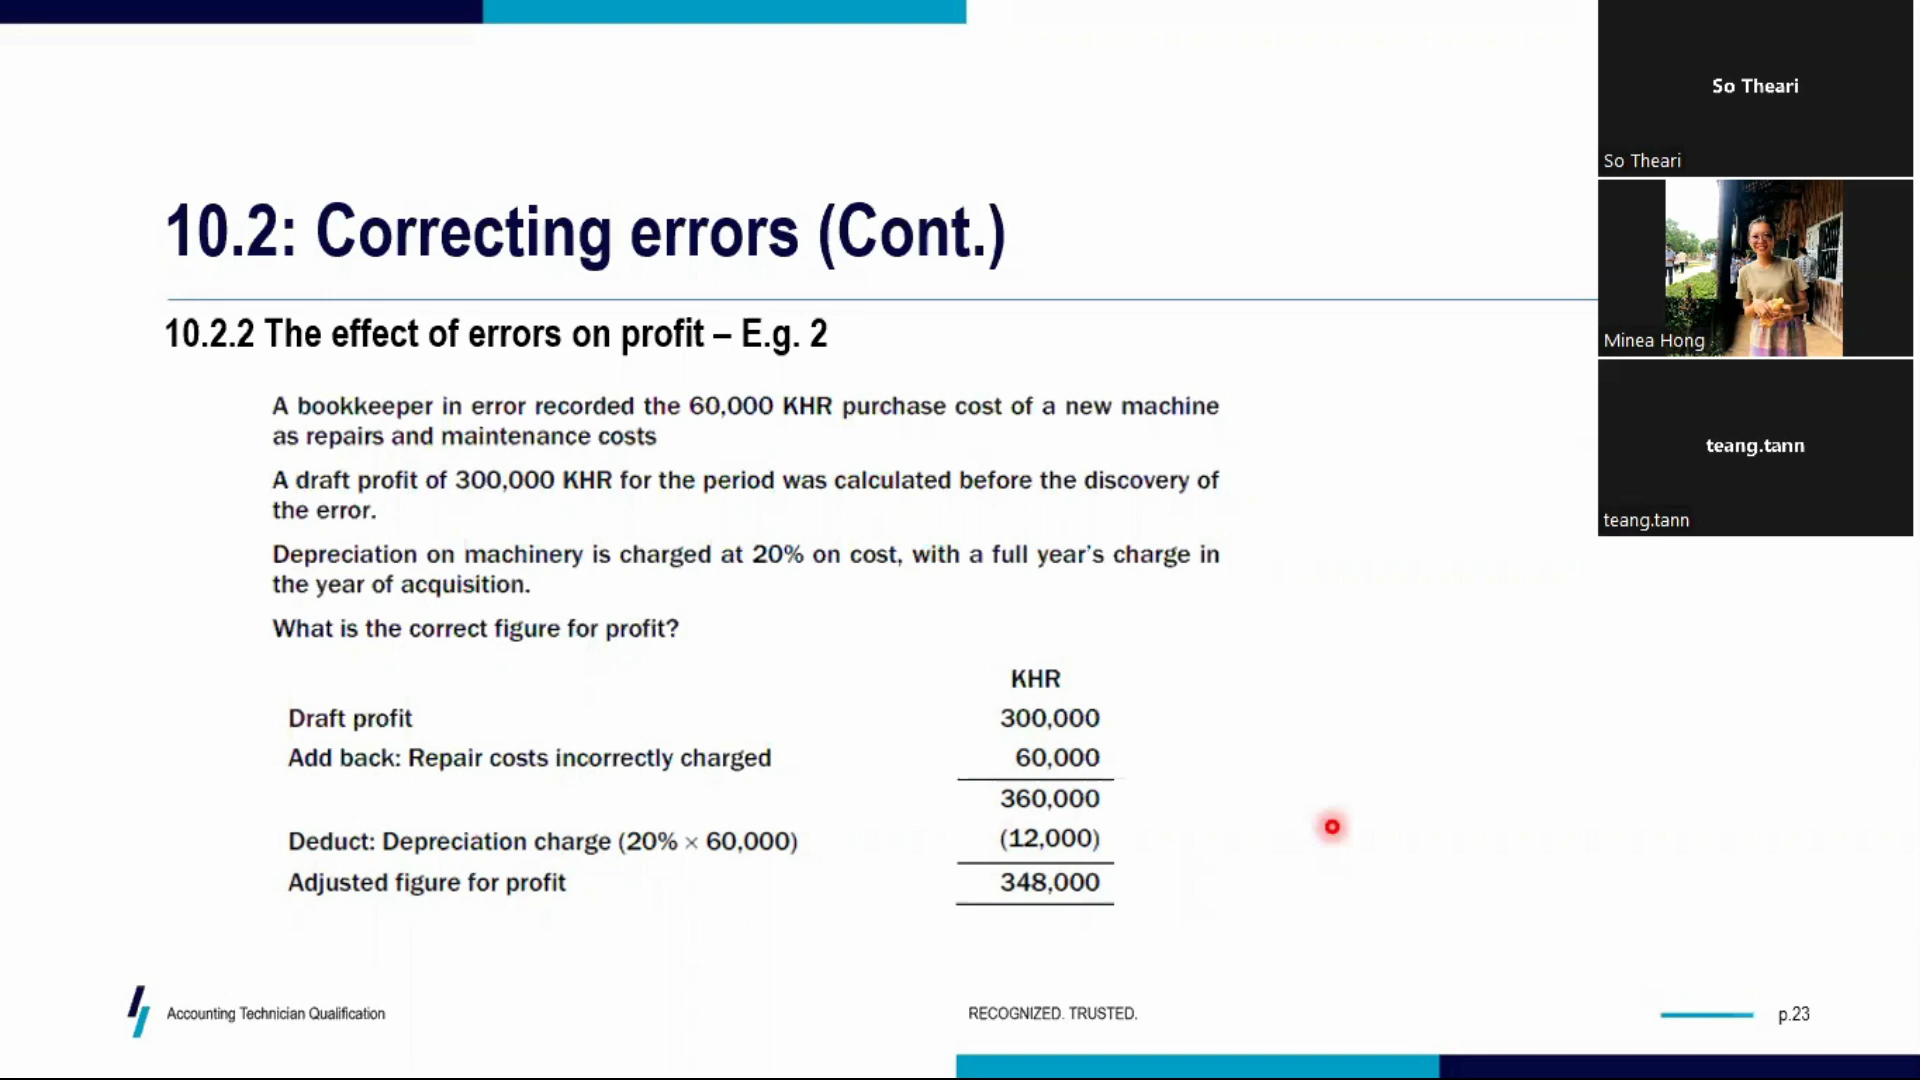 10.2: Correcting errors (Cont.)
10.2.2 The effect of errors on profit – E.g. 2
A bookkeeper in error recorded the 60,000 KHR purchase cost of a new machine
as repairs and maintenance costs
A draft profit of 300,000 KHR for the period was calculated before the discovery of
the error.
Depreciation on machinery is charged at 20% on cost, with a full year's charge in
the year of acquisition.
What is the correct figure for profit?
KHR
Draft profit 300,000
Add back: Repair costs incorrectly charged 60,000
360,000
Deduct: Depreciation charge (20% × 60,000) (12,000)
Adjusted figure for profit 348,000
Accounting Technician Qualification
RECOGNIZED. TRUSTED.
p.23
So Theari
So Theari
Minea Hong
teang.tann
teang.tann